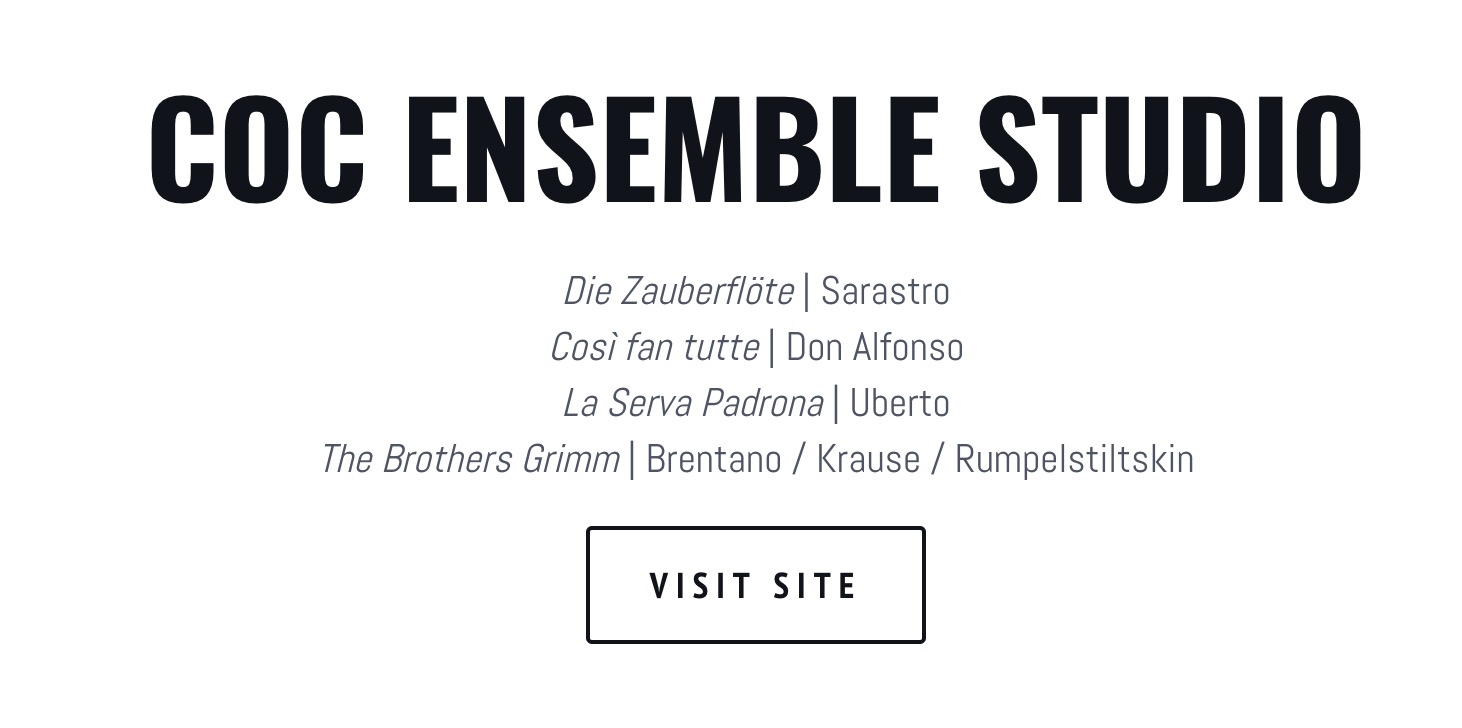 COC ENSEMBLE STUDIO
Die Zauberflöte | Sarastro
Così fan tutte | Don Alfonso
La Serva Padrona | Uberto
The Brothers Grimm | Brentano / Krause / Rumpelstiltskin
VISIT SITE